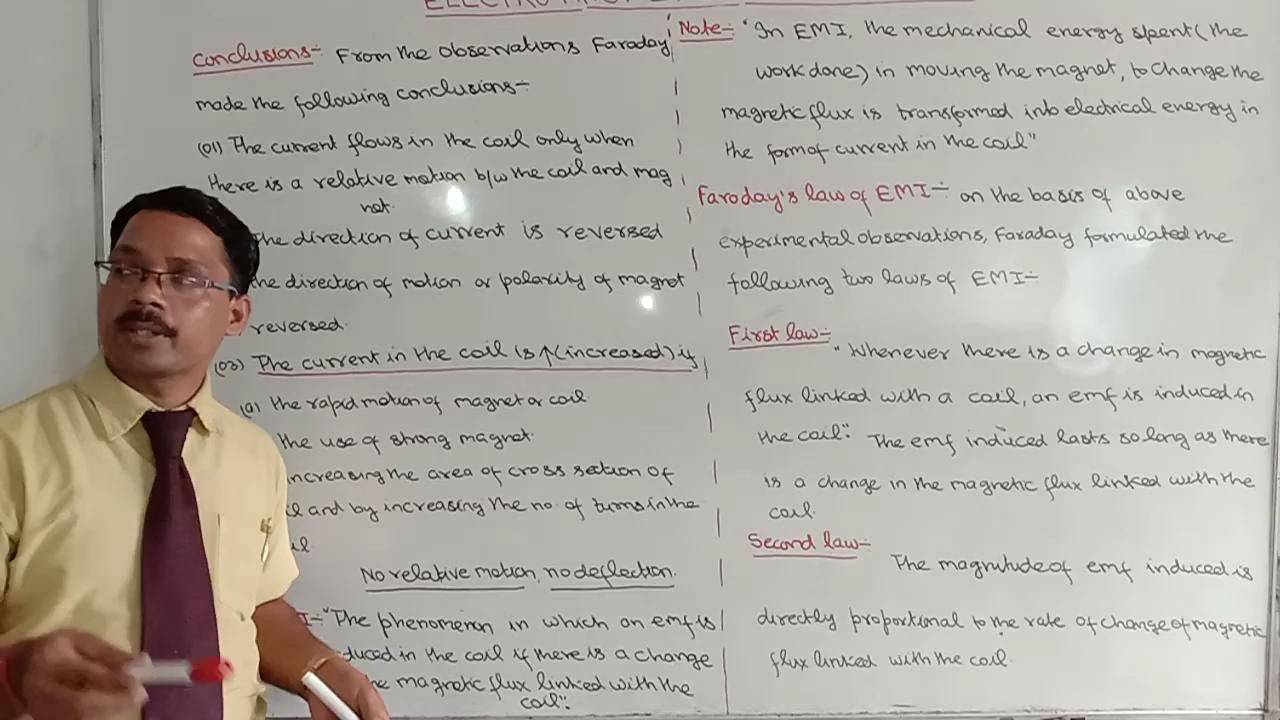 Conclusions:- From the observations Faraday
made the following conclusions:-
(01) The current flows in the coil only when
there is a relative motion b/w the coil and mag
net.
The direction of current is reversed
the direction of motion or polarity of magnet
reversed.
(03) The current in the coil is ↑(increased) if
(a) the rapid motion of magnet or coil
the use of strong magnet.
increasing the area of cross section of
and by increasing the no. of turns in the
No relative motion, no deflection.
"The phenomenon in which an emf is
duced in the coil if there is a change
magnetic flux linked with the
coil".
Note:- "In EMI, the mechanical energy spent (the
work done) in moving the magnet, to change the
magnetic flux is transformed into electrical energy in
the form of current in the coil"
Faroday's law of EMI:- on the basis of above
experimental observations, Faraday formulated the
following two laws of EMI:-
First law:-
"Whenever there is a change in magnetic
flux linked with a coil, an emf is induced in
the coil". The emf induced lasts so long as there
is a change in the magnetic flux linked with the
coil.
Second law:-
The magnitude of emf induced is
directly proportional to the rate of change of magnetic
flux linked with the coil.